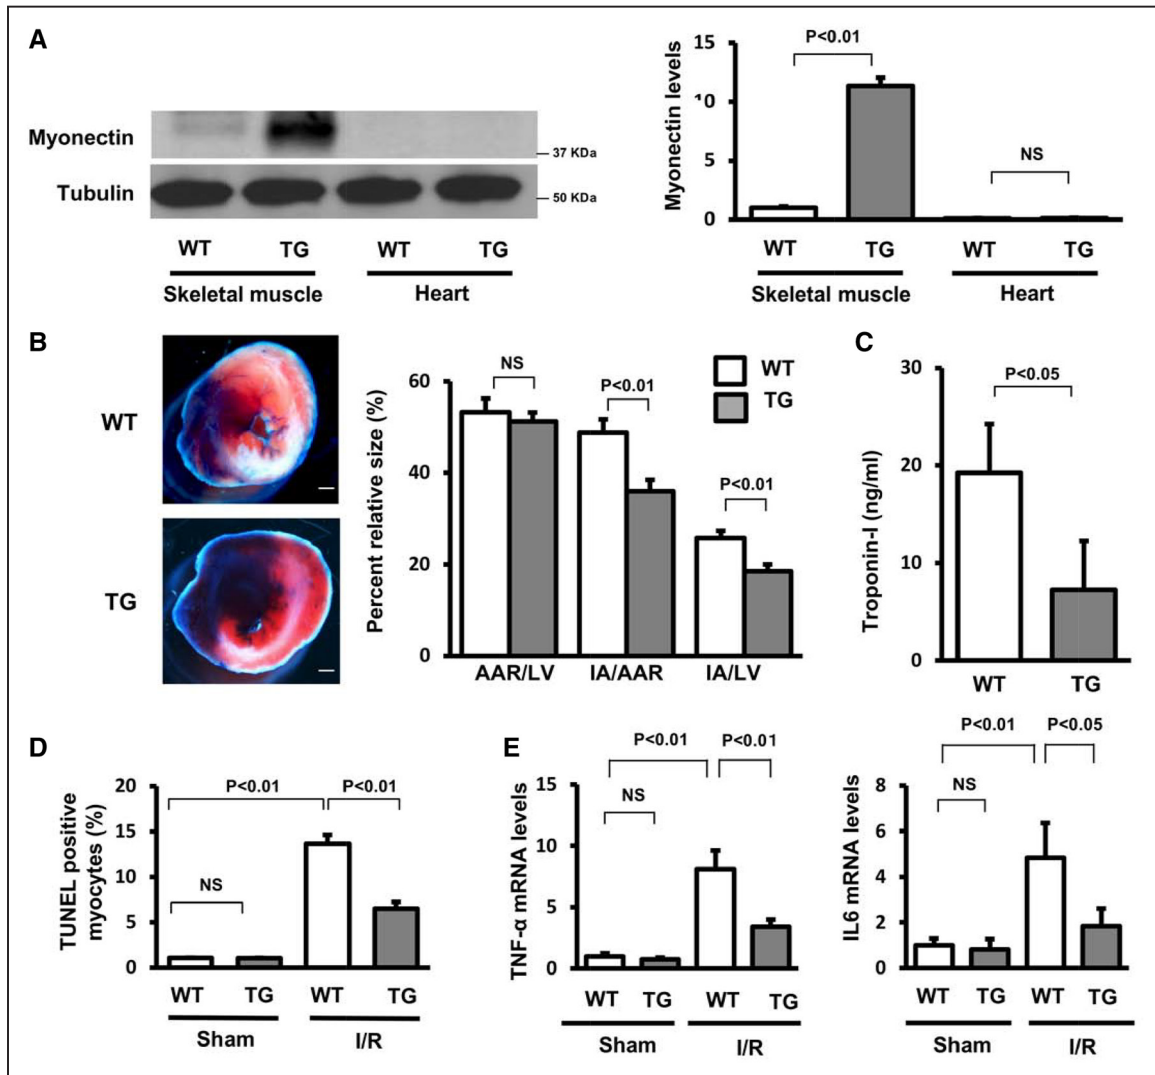 A
Myonectin
37 KDa
Tubulin
50 KDa
WT TG WT TG
Skeletal muscle Heart
Myonectin levels
15
10
5
0
P<0.01
NS
WT TG WT TG
Skeletal muscle Heart
B
WT
TG
Percent relative size (%)
60
40
20
0
NS
P<0.01
P<0.01
WT
TG
AAR/LV IA/AAR IA/LV
C
Troponin-I (ng/ml)
30
20
10
0
P<0.05
WT TG
D
TUNEL positive
myocytes (%)
20
15
10
5
0
P<0.01 P<0.01
NS
WT TG WT TG
Sham I/R
E
TNF-α mRNA levels
15
10
5
0
P<0.01 P<0.01
NS
WT TG WT TG
Sham I/R
IL6 mRNA levels
8
6
4
2
0
P<0.01 P<0.05
NS
WT TG WT TG
Sham I/R